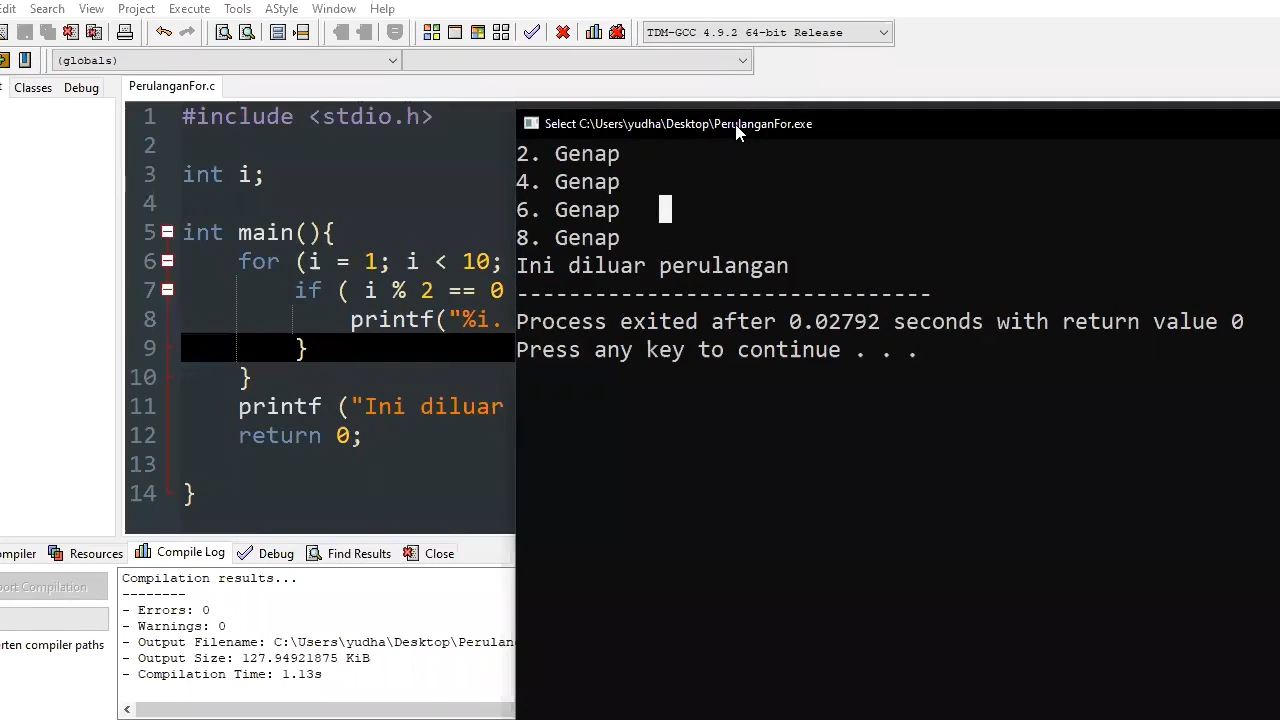 Edit Search View Project Execute Tools AStyle Window Help
TDM-GCC 4.9.2 64-bit Release
(globals)
Classes Debug
PerulanganFor.c
1 #include <stdio.h>
2
3 int i;
4
5 int main(){
6 for (i = 1; i < 10;
7 if ( i % 2 == 0
8 printf("%i.
9 }
10 }
11 printf ("Ini diluar
12 return 0;
13
14 }
Select C:\Users\yudha\Desktop\PerulanganFor.exe
2. Genap
4. Genap
6. Genap
8. Genap
Ini diluar perulangan
--------------------------------
Process exited after 0.02792 seconds with return value 0
Press any key to continue . . .
ompiler Resources Compile Log Debug Find Results Close
ort Compilation
rten compiler paths
Compilation results...
--------
- Errors: 0
- Warnings: 0
- Output Filename: C:\Users\yudha\Desktop\Perulan
- Output Size: 127.94921875 KiB
- Compilation Time: 1.13s